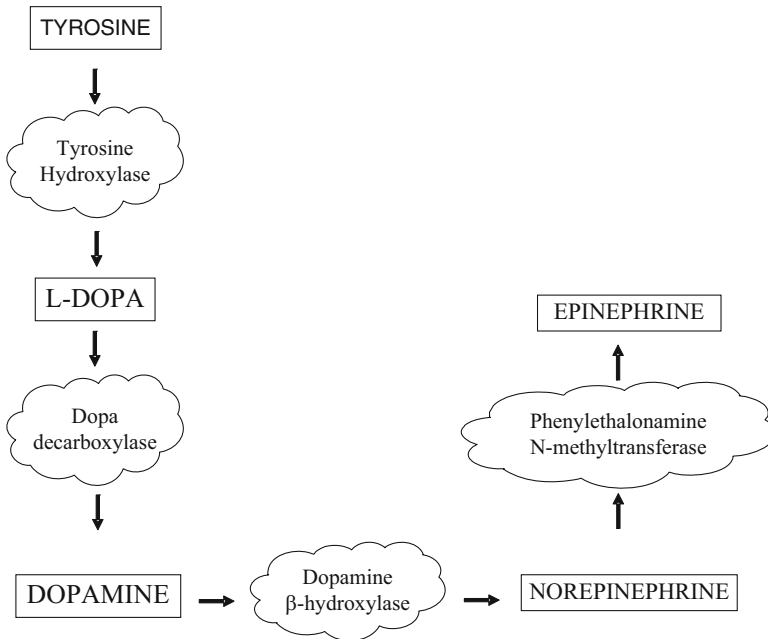 TYROSINE
Tyrosine
Hydroxylase
L-DOPA
Dopa
decarboxylase
DOPAMINE
Dopamine
β-hydroxylase
NOREPINEPHRINE
Phenylethalonamine
N-methyltransferase
EPINEPHRINE